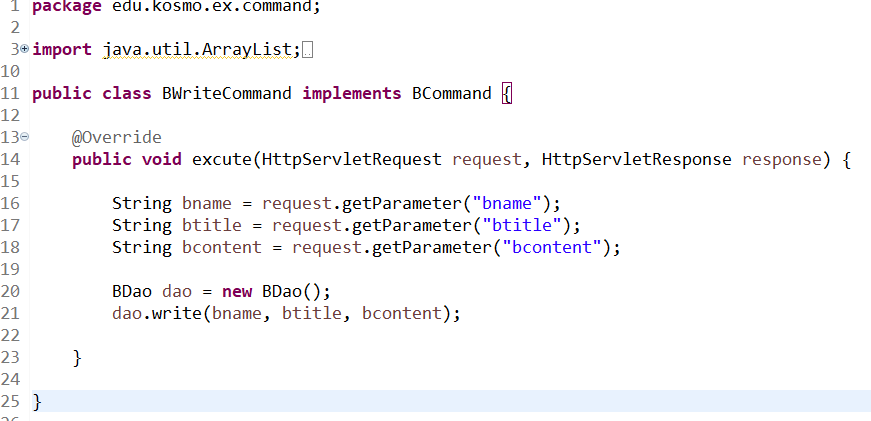 1 package edu.kosmo.ex.command;
2
3 import java.util.ArrayList;
10
11 public class BWriteCommand implements BCommand {
12
13 @Override
14 public void excute(HttpServletRequest request, HttpServletResponse response) {
15
16 String bname = request.getParameter("bname");
17 String btitle = request.getParameter("btitle");
18 String bcontent = request.getParameter("bcontent");
19
20 BDao dao = new BDao();
21 dao.write(bname, btitle, bcontent);
22
23 }
24
25 }